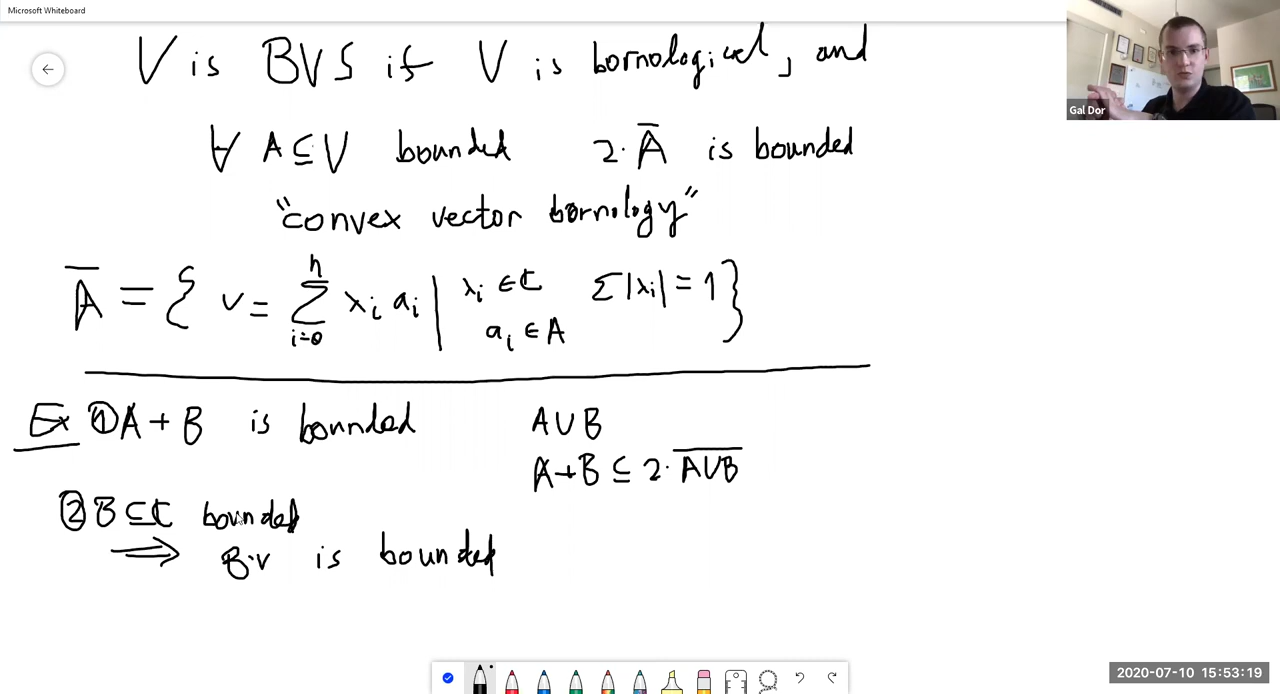 Microsoft Whiteboard
V is BVS if V is bornological, and
∀ A ⊆ V bounded 2·A̅ is bounded
"convex vector bornology"
A̅ = { v = ∑_{i=0}^{n} λ_i a_i | λ_i ∈ ℂ a_i ∈ A ∑|λ_i| = 1 }
Ex ① A + B is bounded A∪B
A+B ⊆ 2·\overline{A∪B}
② B ⊆ ℂ bounded
⟹ B·v is bounded
Gal Dor
2020-07-10 15:53:19